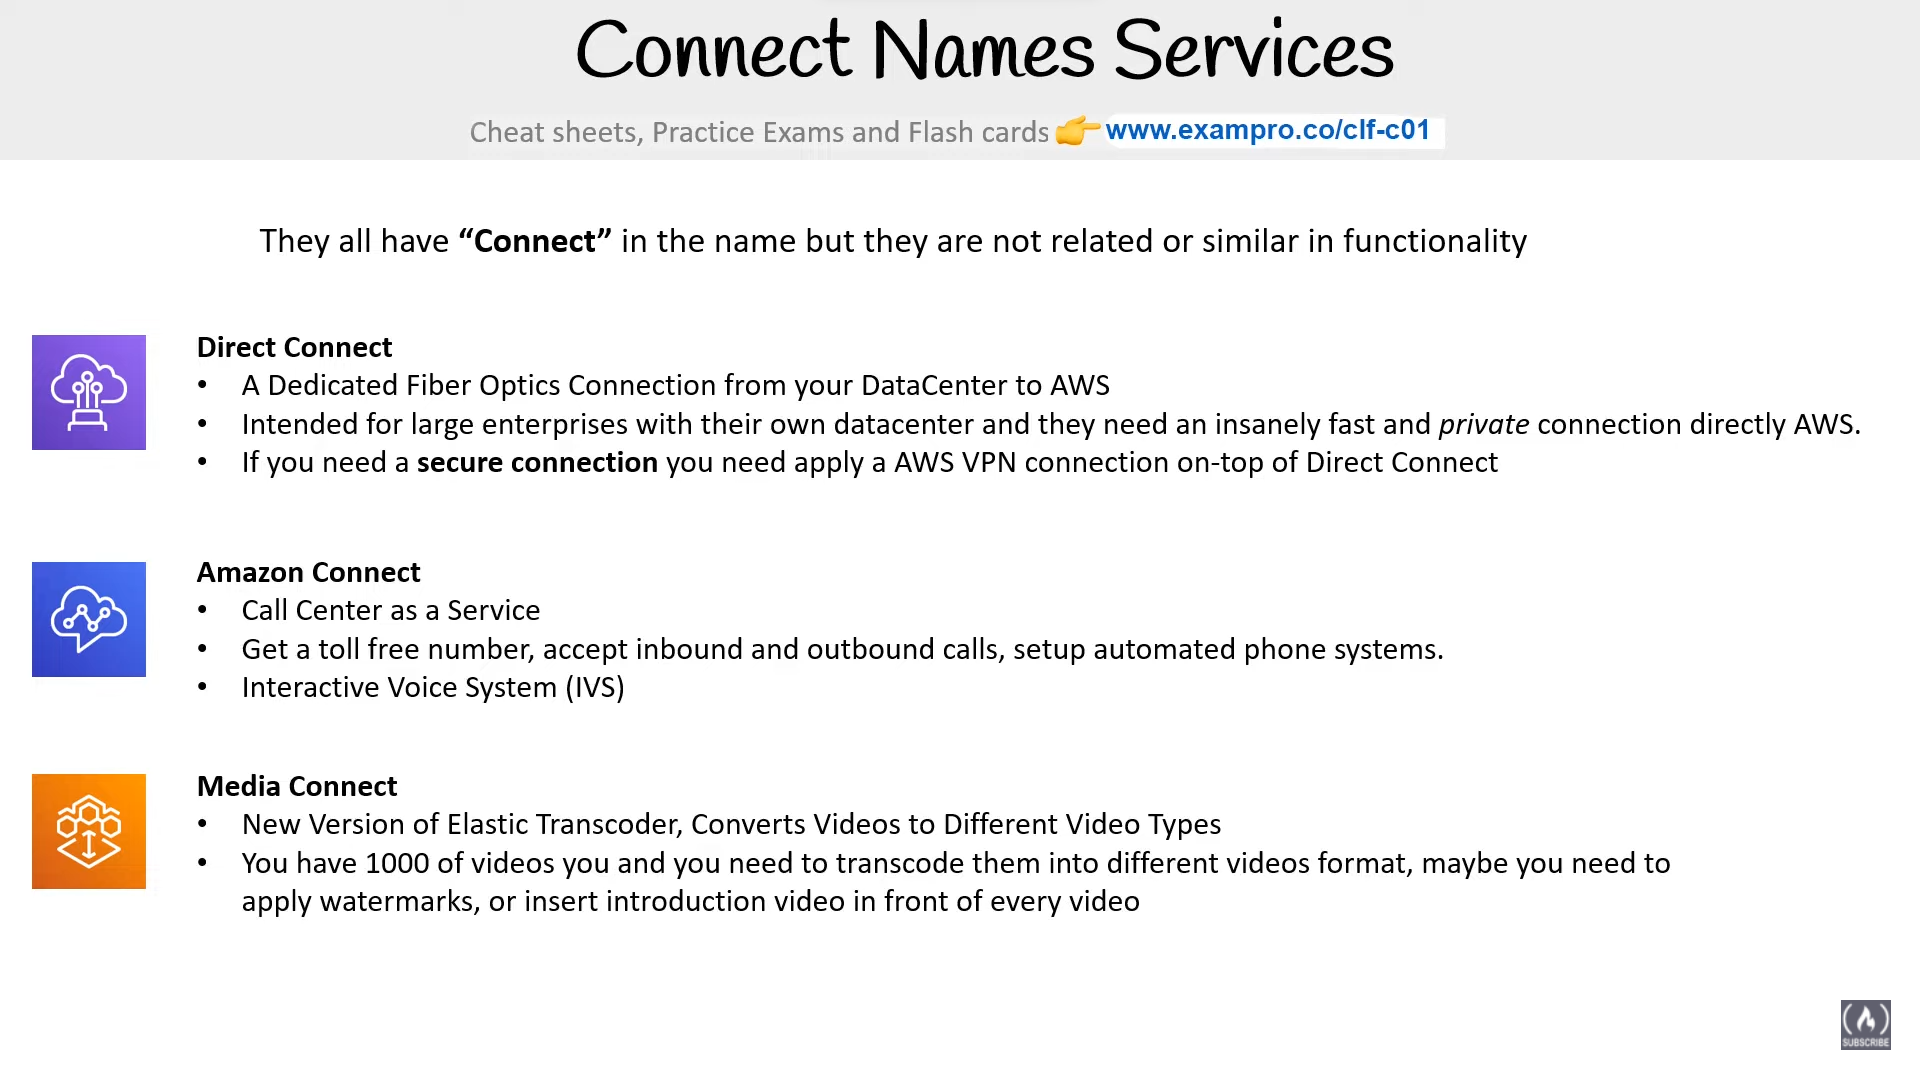 Connect Names Services
Cheat sheets, Practice Exams and Flash cards 👉 www.exampro.co/clf-c01
They all have “Connect” in the name but they are not related or similar in functionality
Direct Connect
• A Dedicated Fiber Optics Connection from your DataCenter to AWS
• Intended for large enterprises with their own datacenter and they need an insanely fast and private connection directly AWS.
• If you need a secure connection you need apply a AWS VPN connection on-top of Direct Connect
Amazon Connect
• Call Center as a Service
• Get a toll free number, accept inbound and outbound calls, setup automated phone systems.
• Interactive Voice System (IVS)
Media Connect
• New Version of Elastic Transcoder, Converts Videos to Different Video Types
• You have 1000 of videos you and you need to transcode them into different videos format, maybe you need to
apply watermarks, or insert introduction video in front of every video
SUBSCRIBE